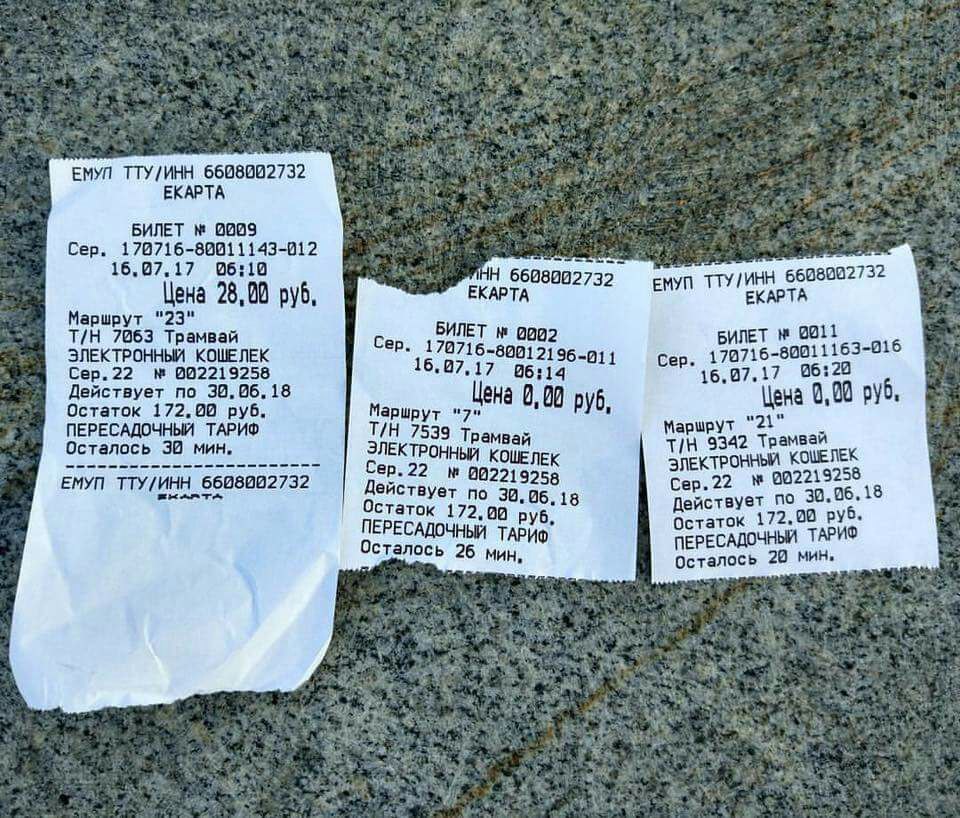 ЕМУП ТТУ/ИНН 6608002732
ЕКАРТА
БИЛЕТ № 0009
Сер. 170716-80011143-012
16.07.17 06:10
Цена 28,00 руб.
Маршрут "23"
Т/Н 7063 Трамвай
ЭЛЕКТРОННЫЙ КОШЕЛЕК
Сер.22 № 002219258
Действует по 30.06.18
Остаток 172,00 руб.
ПЕРЕСАДОЧНЫЙ ТАРИФ
Осталось 30 мин.
ЕМУП ТТУ/ИНН 6608002732
ЕКАРТА
ИНН 6608002732
ЕКАРТА
БИЛЕТ № 0002
Сер. 170716-80012196-011
16.07.17 06:14
Цена 0,00 руб.
Маршрут "7"
Т/Н 7539 Трамвай
ЭЛЕКТРОННЫЙ КОШЕЛЕК
Сер.22 № 002219258
Действует по 30.06.18
Остаток 172,00 руб.
ПЕРЕСАДОЧНЫЙ ТАРИФ
Осталось 26 мин.
ЕМУП ТТУ/ИНН 6608002732
ЕКАРТА
БИЛЕТ № 0011
Сер. 170716-80011163-016
16.07.17 06:20
Цена 0,00 руб.
Маршрут "21"
Т/Н 9342 Трамвай
ЭЛЕКТРОННЫЙ КОШЕЛЕК
Сер.22 № 002219258
Действует по 30.06.18
Остаток 172,00 руб.
ПЕРЕСАДОЧНЫЙ ТАРИФ
Осталось 20 мин.